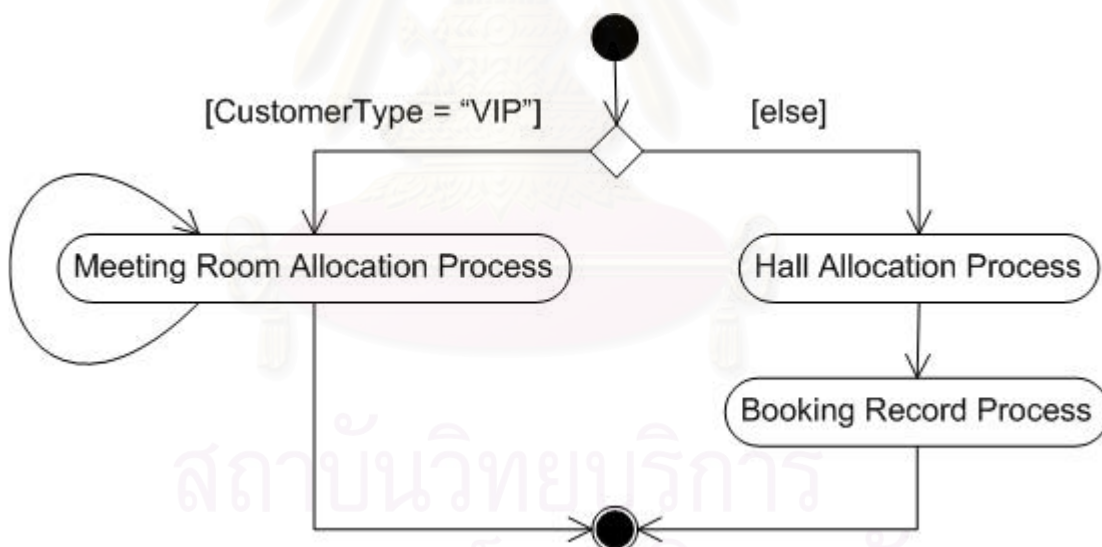 [CustomerType = “VIP”]
[else]
Meeting Room Allocation Process
Hall Allocation Process
Booking Record Process
สถาบันวิทยบริการ